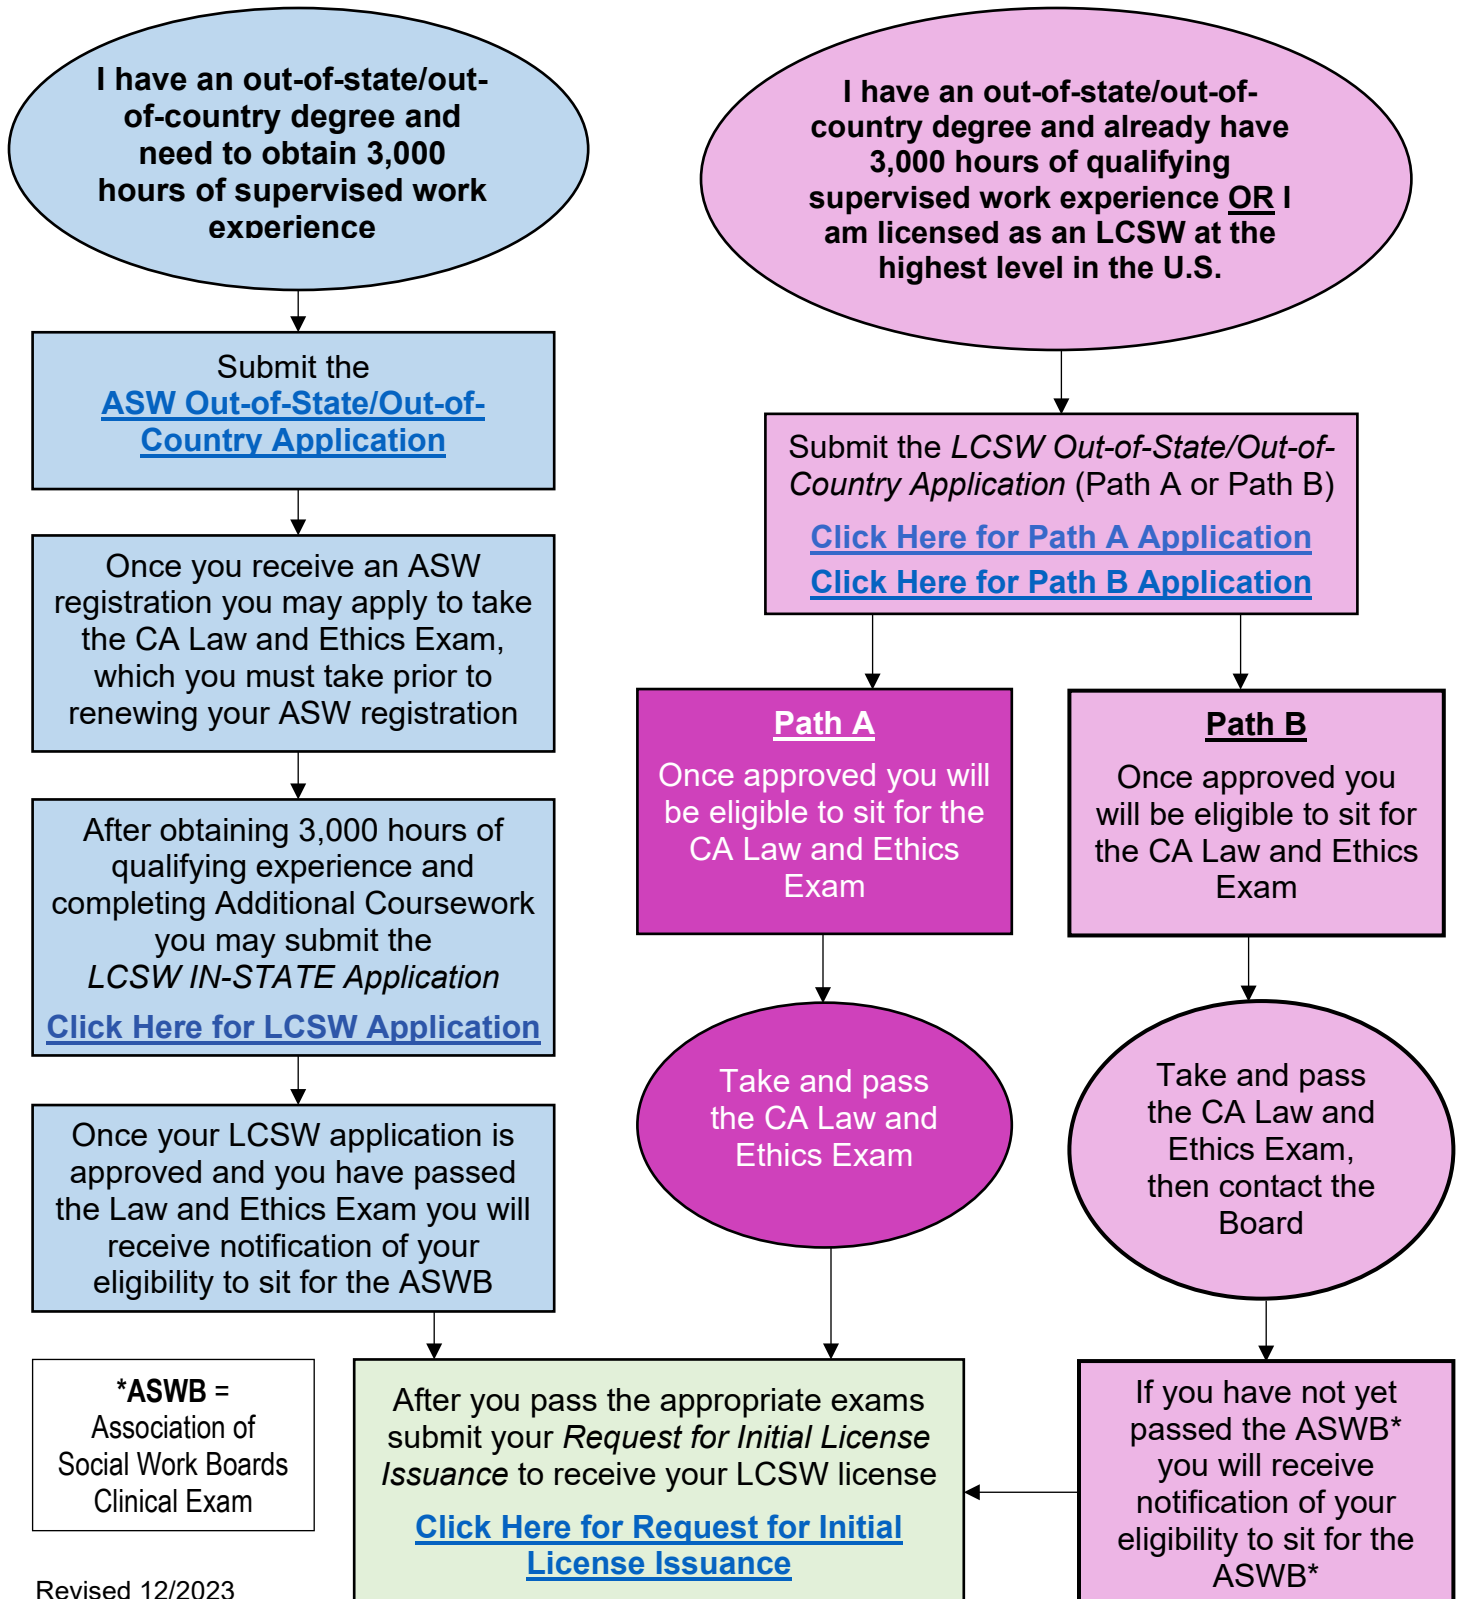 I have an out-of-state/out-
of-country degree and
need to obtain 3,000
hours of supervised work
experience
Submit the
ASW Out-of-State/Out-of-
Country Application
Once you receive an ASW
registration you may apply to take
the CA Law and Ethics Exam,
which you must take prior to
renewing your ASW registration
After obtaining 3,000 hours of
qualifying experience and
completing Additional Coursework
you may submit the
LCSW IN-STATE Application
Click Here for LCSW Application
Once your LCSW application is
approved and you have passed
the Law and Ethics Exam you will
receive notification of your
eligibility to sit for the ASWB
I have an out-of-state/out-of-
country degree and already have
3,000 hours of qualifying
supervised work experience OR I
am licensed as an LCSW at the
highest level in the U.S.
Submit the LCSW Out-of-State/Out-of-
Country Application (Path A or Path B)
Click Here for Path A Application
Click Here for Path B Application
Path A
Once approved you will
be eligible to sit for the
CA Law and Ethics
Exam
Take and pass
the CA Law and
Ethics Exam
Path B
Once approved you
will be eligible to sit for
the CA Law and Ethics
Exam
Take and pass
the CA Law and
Ethics Exam,
then contact the
Board
If you have not yet
passed the ASWB*
you will receive
notification of your
eligibility to sit for the
ASWB*
After you pass the appropriate exams
submit your Request for Initial License
Issuance to receive your LCSW license
Click Here for Request for Initial
License Issuance
*ASWB =
Association of
Social Work Boards
Clinical Exam
Revised 12/2023